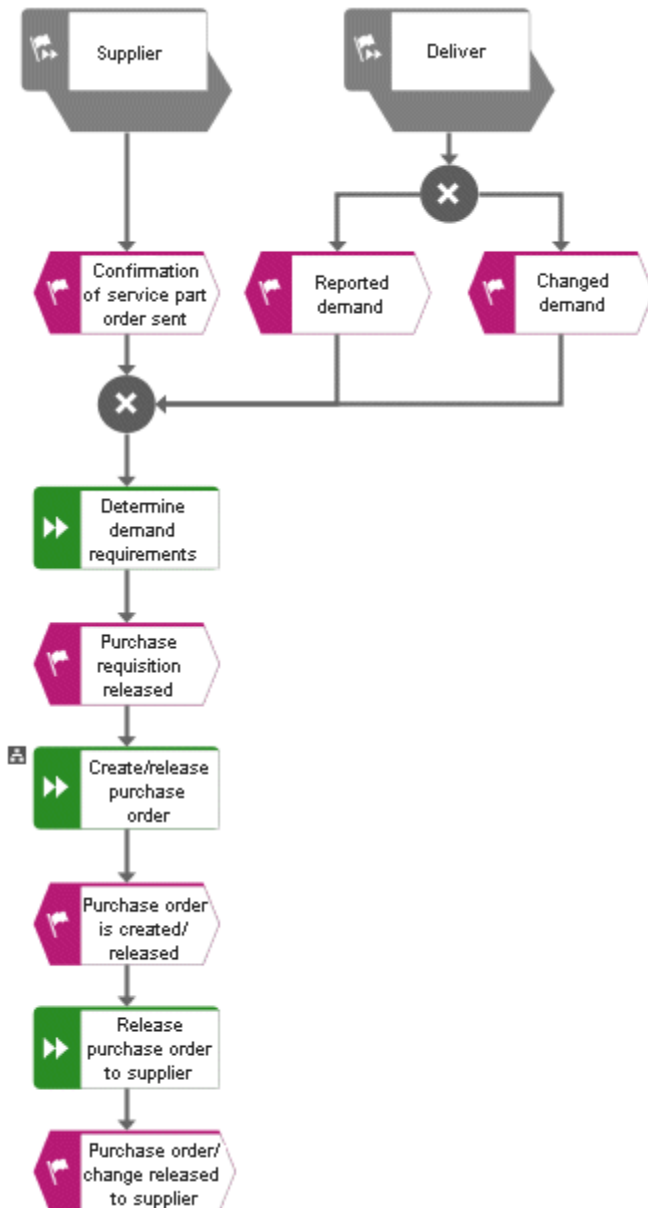 Supplier
Deliver
Confirmation
of service part
order sent
Reported
demand
Changed
demand
Determine
demand
requirements
Purchase
requisition
released
Create/release
purchase
order
Purchase order
is created/
released
Release
purchase order
to supplier
Purchase order/
change released
to supplier